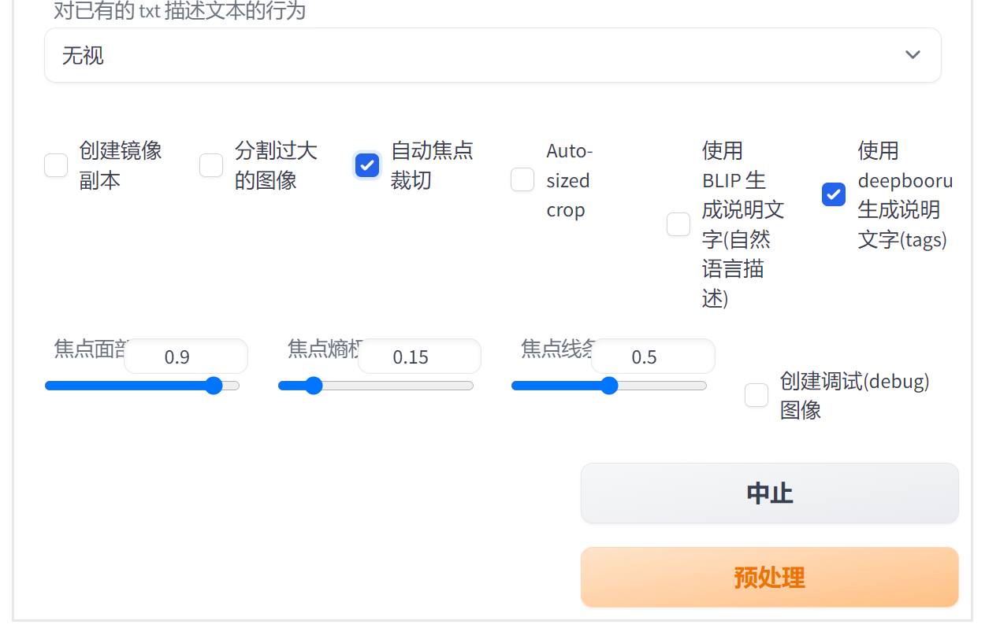 对已有的 txt 描述文本的行为
无视
创建镜像
副本
分割过大
的图像
自动焦点
裁切
Auto-
sized
crop
使用
BLIP 生
成说明文
字(自然
语言描
述)
使用
deepbooru
生成说明
文字(tags)
焦点面部
0.9
焦点熵权
0.15
焦点线条
0.5
创建调试(debug)
图像
中止
预处理